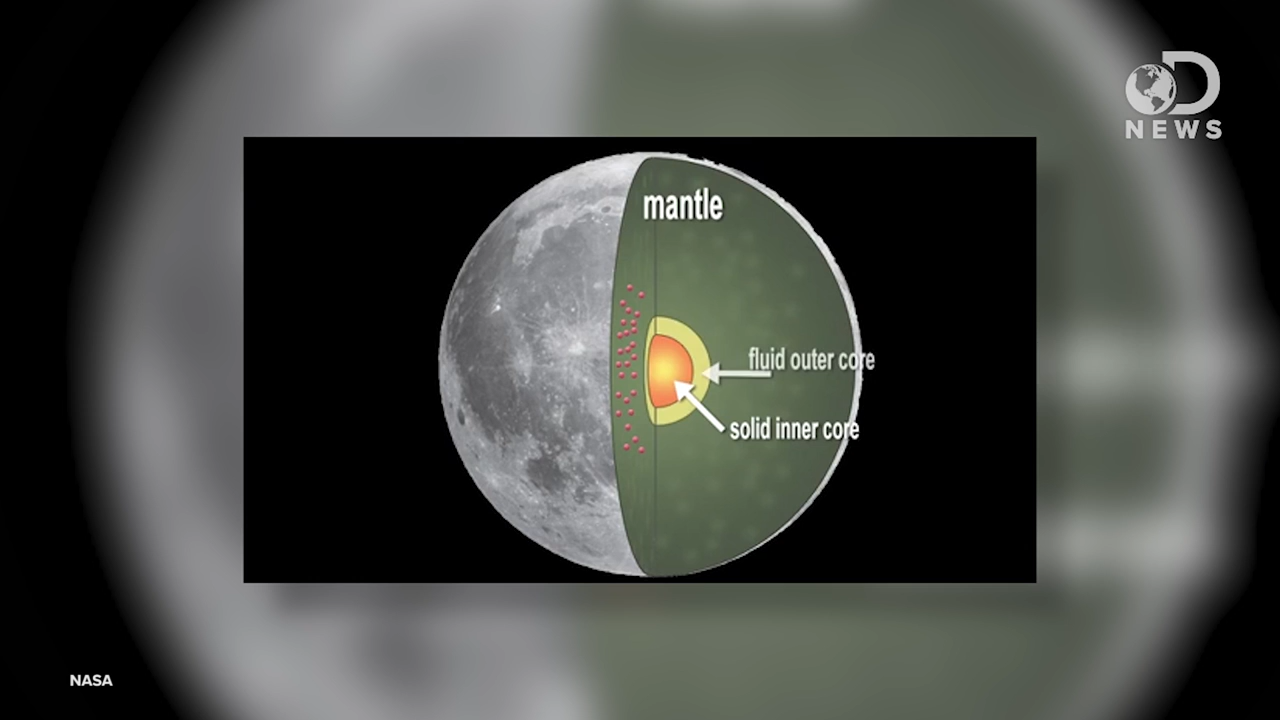 NEWS
mantle
fluid outer core
solid inner core
NASA